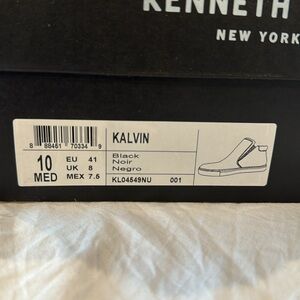 KENNETH
NEW YORK
8 88461 70334 9
KALVIN
10 EU 41
UK 8
MED MEX 7.5
Black
Noir
Negro
KL04549NU 001